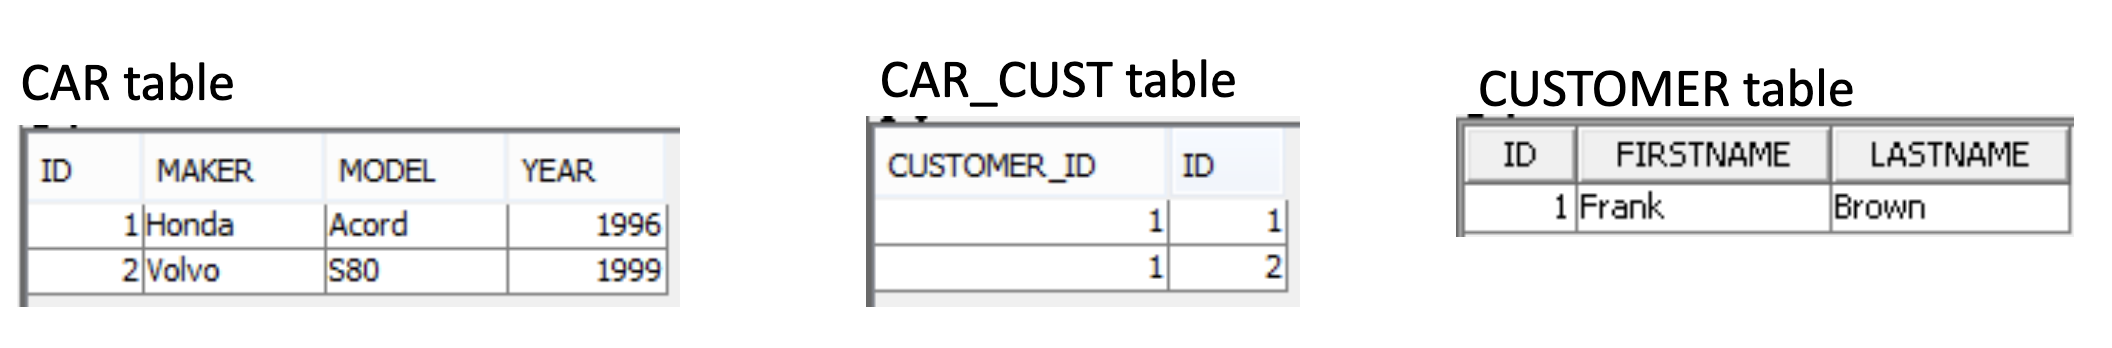 CAR table
ID MAKER MODEL YEAR
1 Honda Acord 1996
2 Volvo S80 1999
CAR_CUST table
CUSTOMER_ID ID
1 1
1 2
CUSTOMER table
ID FIRSTNAME LASTNAME
1 Frank Brown